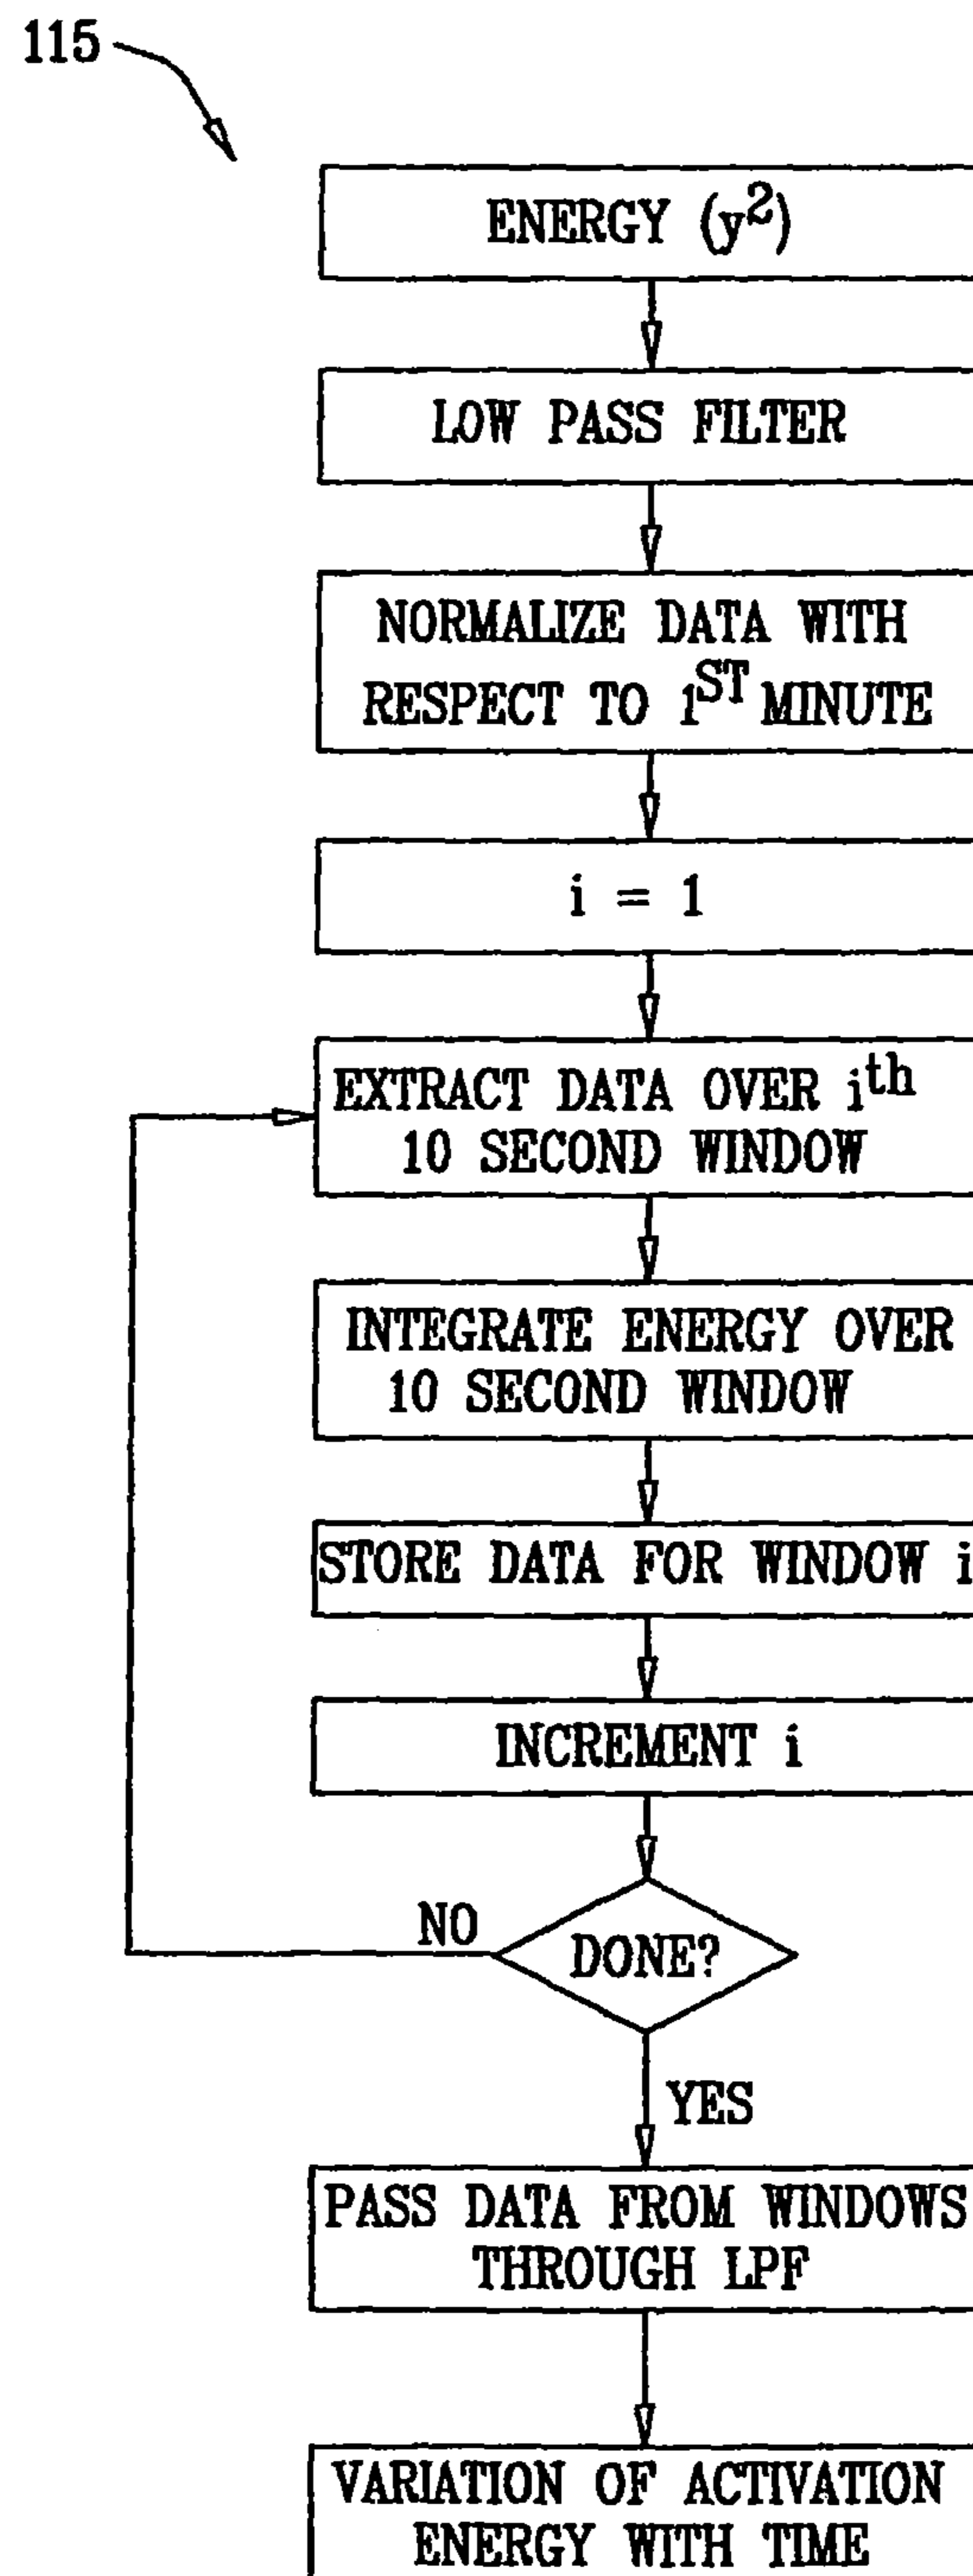 115
ENERGY (y²)
LOW PASS FILTER
NORMALIZE DATA WITH
RESPECT TO 1ST MINUTE
i = 1
EXTRACT DATA OVER ith
10 SECOND WINDOW
INTEGRATE ENERGY OVER
10 SECOND WINDOW
STORE DATA FOR WINDOW i
INCREMENT i
DONE?
NO
YES
PASS DATA FROM WINDOWS
THROUGH LPF
VARIATION OF ACTIVATION
ENERGY WITH TIME